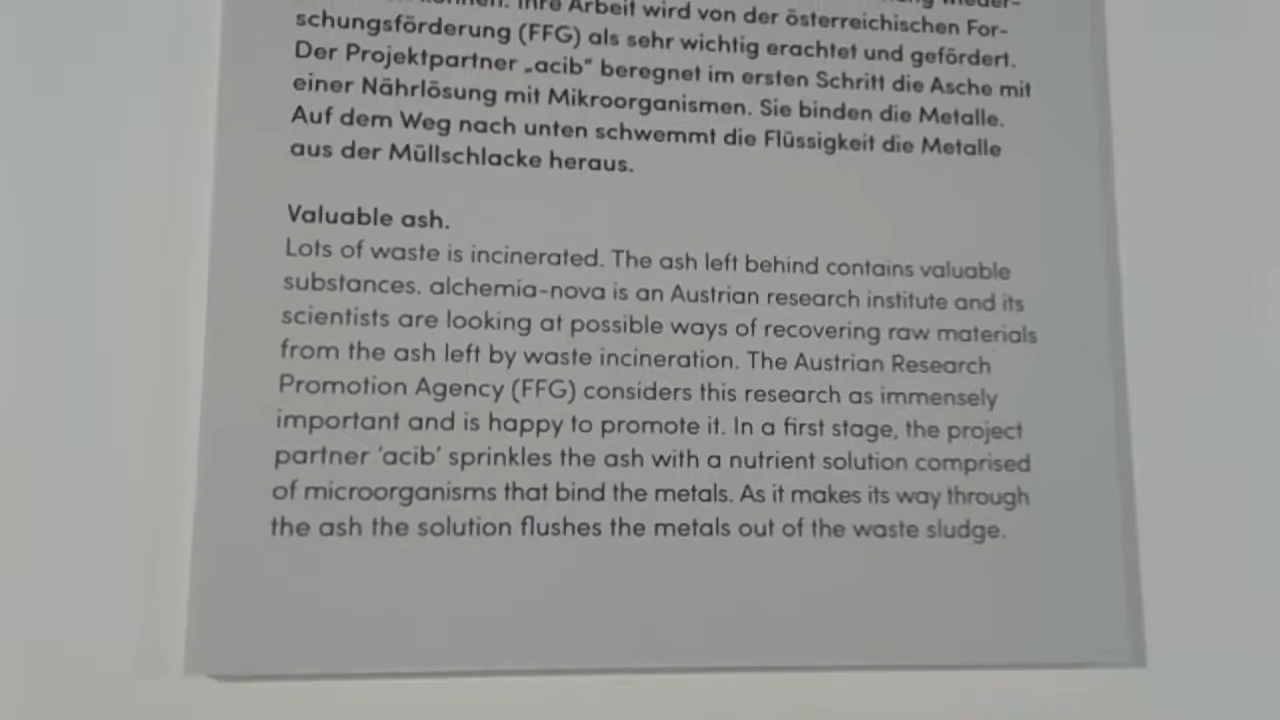 Ihre Arbeit wird von der österreichischen For-
schungsförderung (FFG) als sehr wichtig erachtet und gefördert.
Der Projektpartner „acib“ beregnet im ersten Schritt die Asche mit
einer Nährlösung mit Mikroorganismen. Sie binden die Metalle.
Auf dem Weg nach unten schwemmt die Flüssigkeit die Metalle
aus der Müllschlacke heraus.
Valuable ash.
Lots of waste is incinerated. The ash left behind contains valuable
substances. alchemia-nova is an Austrian research institute and its
scientists are looking at possible ways of recovering raw materials
from the ash left by waste incineration. The Austrian Research
Promotion Agency (FFG) considers this research as immensely
important and is happy to promote it. In a first stage, the project
partner 'acib' sprinkles the ash with a nutrient solution comprised
of microorganisms that bind the metals. As it makes its way through
the ash the solution flushes the metals out of the waste sludge.